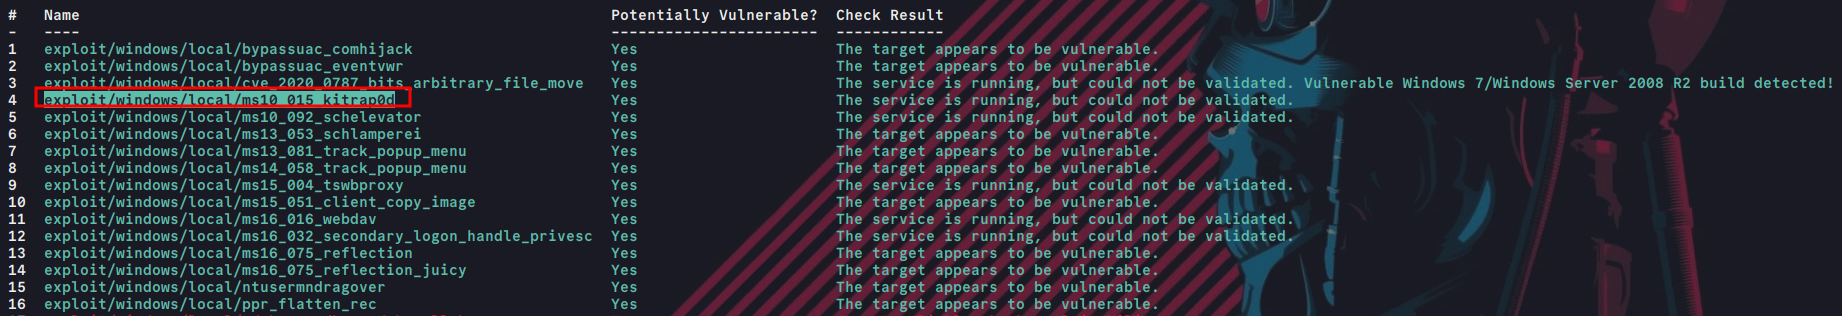 # Name Potentially Vulnerable? Check Result
- ---- ----------------------- ------------
1 exploit/windows/local/bypassuac_comhijack Yes The target appears to be vulnerable.
2 exploit/windows/local/bypassuac_eventvwr Yes The target appears to be vulnerable.
3 exploit/windows/local/cve_2020_0787_bits_arbitrary_file_move Yes The service is running, but could not be validated. Vulnerable Windows 7/Windows Server 2008 R2 build detected!
4 exploit/windows/local/ms10_015_kitrap0d Yes The service is running, but could not be validated.
5 exploit/windows/local/ms10_092_schelevator Yes The service is running, but could not be validated.
6 exploit/windows/local/ms13_053_schlamperei Yes The target appears to be vulnerable.
7 exploit/windows/local/ms13_081_track_popup_menu Yes The target appears to be vulnerable.
8 exploit/windows/local/ms14_058_track_popup_menu Yes The target appears to be vulnerable.
9 exploit/windows/local/ms15_004_tswbproxy Yes The service is running, but could not be validated.
10 exploit/windows/local/ms15_051_client_copy_image Yes The target appears to be vulnerable.
11 exploit/windows/local/ms16_016_webdav Yes The service is running, but could not be validated.
12 exploit/windows/local/ms16_032_secondary_logon_handle_privesc Yes The service is running, but could not be validated.
13 exploit/windows/local/ms16_075_reflection Yes The target appears to be vulnerable.
14 exploit/windows/local/ms16_075_reflection_juicy Yes The target appears to be vulnerable.
15 exploit/windows/local/ntusermndragover Yes The target appears to be vulnerable.
16 exploit/windows/local/ppr_flatten_rec Yes The target appears to be vulnerable.